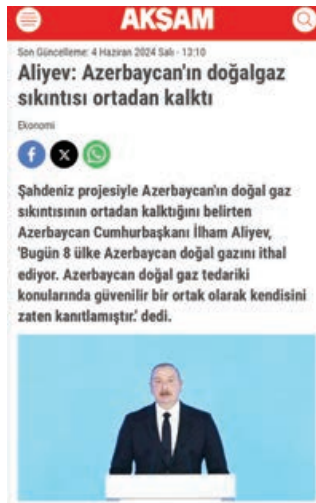 AKŞAM
Son Güncelleme: 4 Haziran 2024 Salı - 13:10
Aliyev: Azerbaycan'ın doğalgaz
sıkıntısı ortadan kalktı
Ekonomi
Şahdeniz projesiyle Azerbaycan'ın doğal gaz
sıkıntısının ortadan kalktığını belirten
Azerbaycan Cumhurbaşkanı İlham Aliyev,
'Bugün 8 ülke Azerbaycan doğal gazını ithal
ediyor. Azerbaycan doğal gaz tedariki
konularında güvenilir bir ortak olarak kendisini
zaten kanıtlamıştır.' dedi.